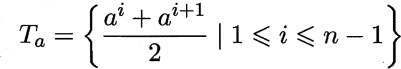 T_a = \left\{ \frac{a^i + a^{i+1}}{2} \mid 1 \leqslant i \leqslant n - 1 \right\}